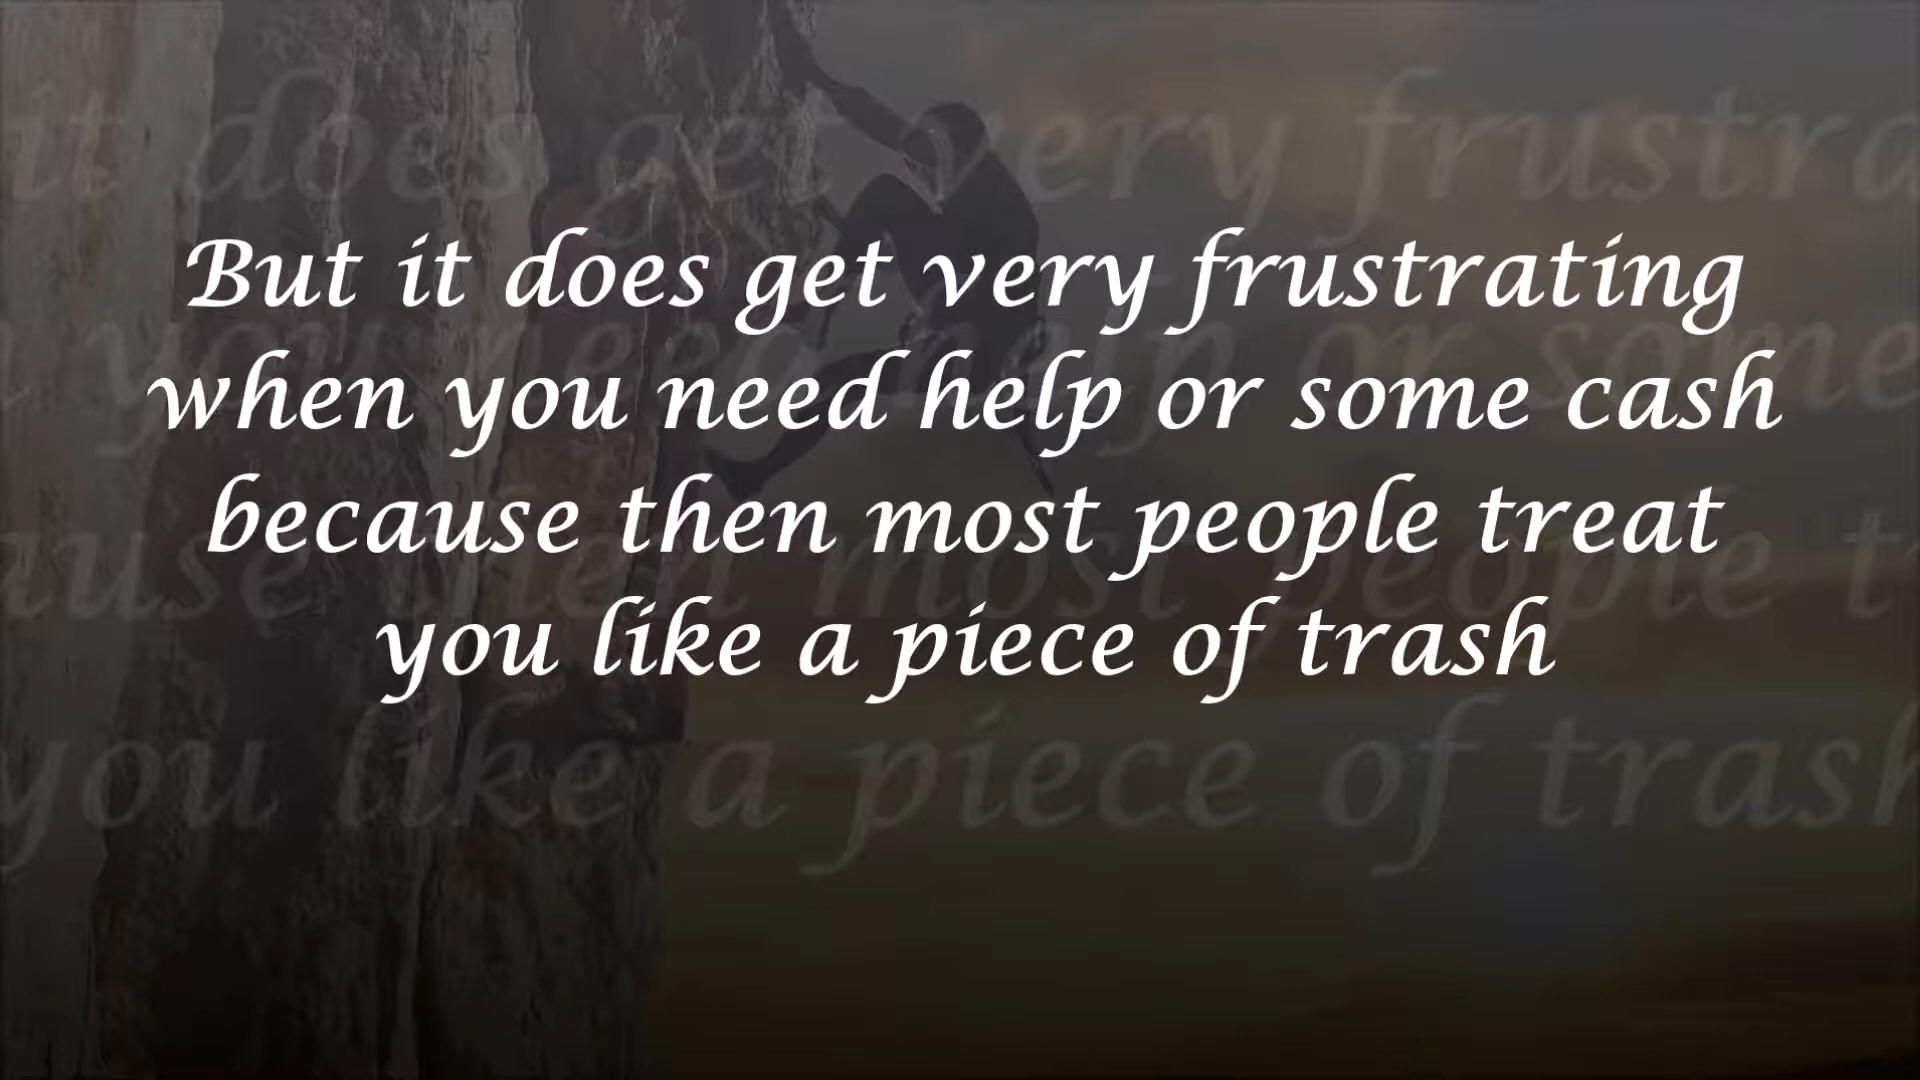 But it does get very frustrating
when you need help or some cash
because then most people treat
you like a piece of trash